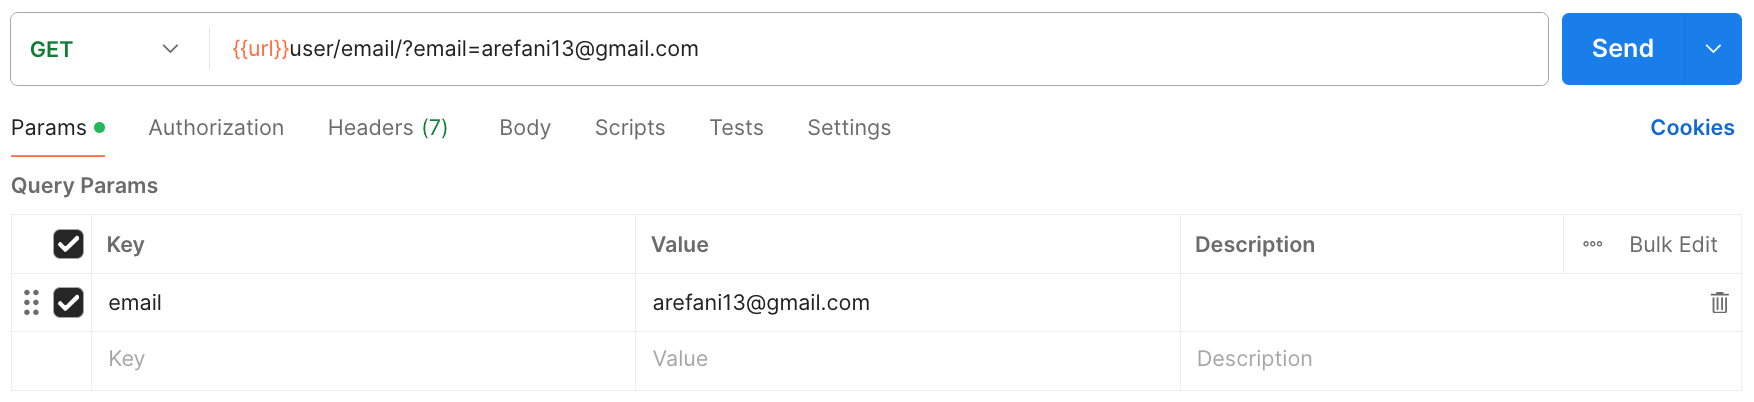 GET {{url}}user/email/?email=arefani13@gmail.com Send
Params Authorization Headers (7) Body Scripts Tests Settings Cookies
Query Params
Key Value Description Bulk Edit
email arefani13@gmail.com
Key Value Description